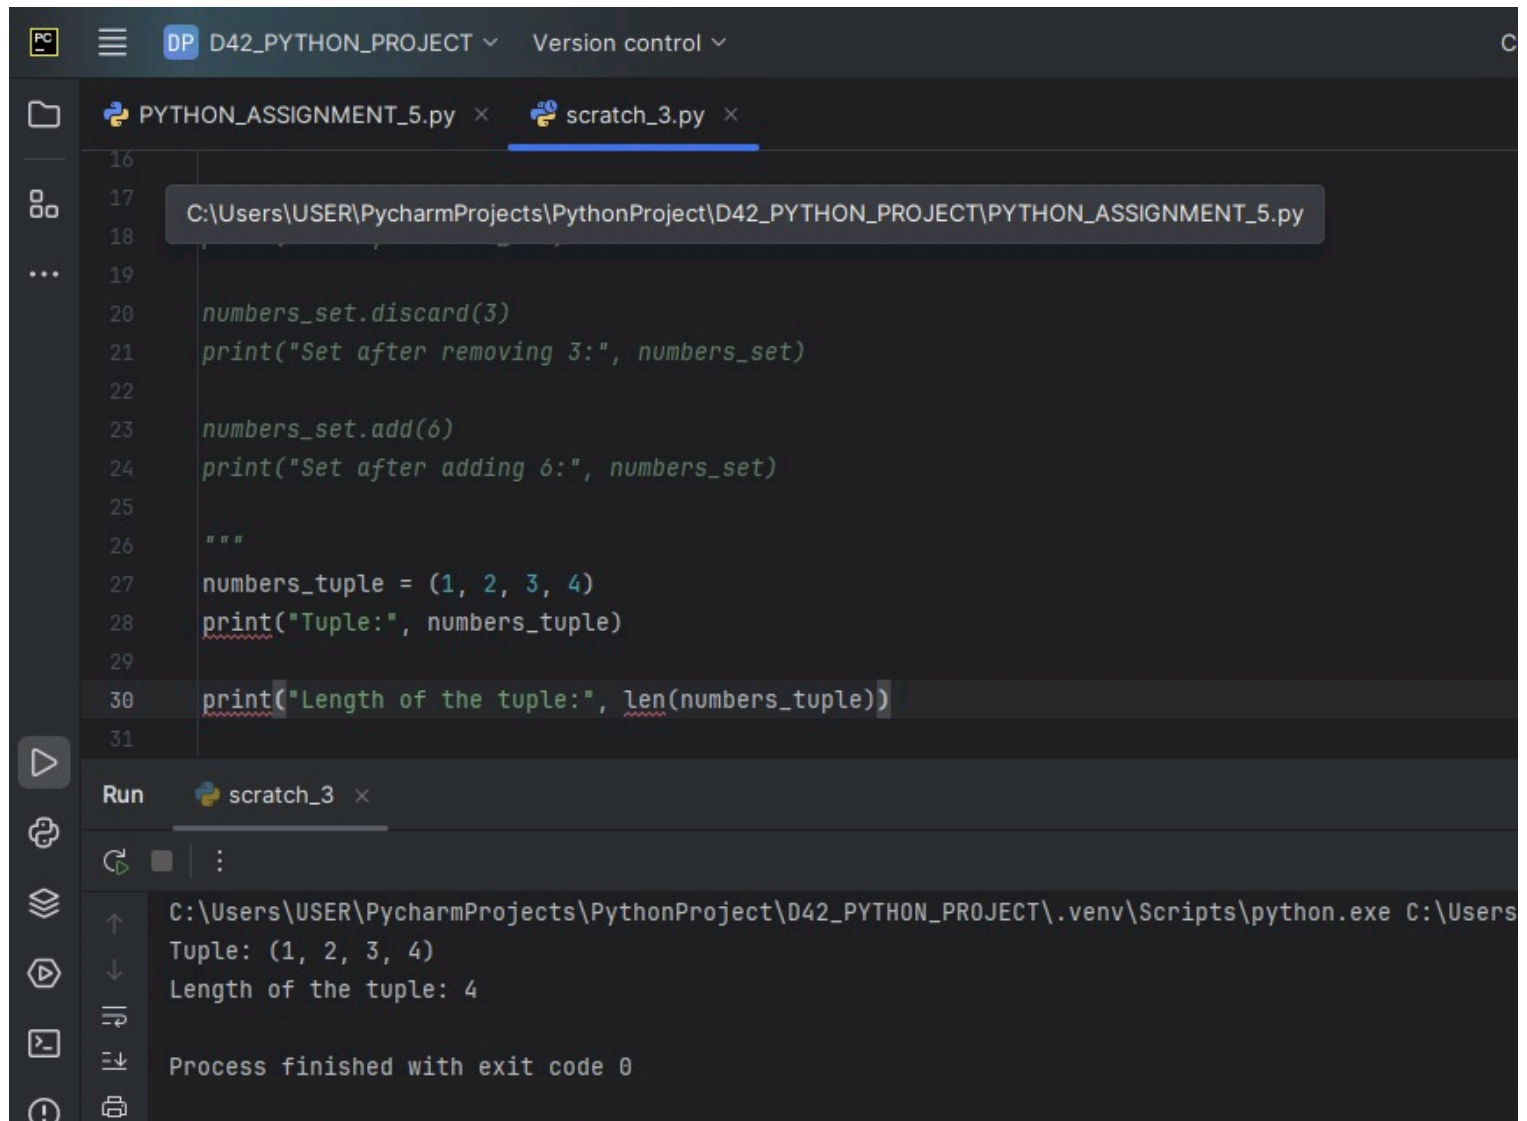 PC
DP D42_PYTHON_PROJECT Version control C
PYTHON_ASSIGNMENT_5.py × scratch_3.py ×
16
17
C:\Users\USER\PycharmProjects\PythonProject\D42_PYTHON_PROJECT\PYTHON_ASSIGNMENT_5.py
18
19
20 numbers_set.discard(3)
21 print("Set after removing 3:", numbers_set)
22
23 numbers_set.add(6)
24 print("Set after adding 6:", numbers_set)
25
26 """
27 numbers_tuple = (1, 2, 3, 4)
28 print("Tuple:", numbers_tuple)
29
30 print("Length of the tuple:", len(numbers_tuple))
31
Run scratch_3 ×
C:\Users\USER\PycharmProjects\PythonProject\D42_PYTHON_PROJECT\.venv\Scripts\python.exe C:\Users
Tuple: (1, 2, 3, 4)
Length of the tuple: 4
Process finished with exit code 0